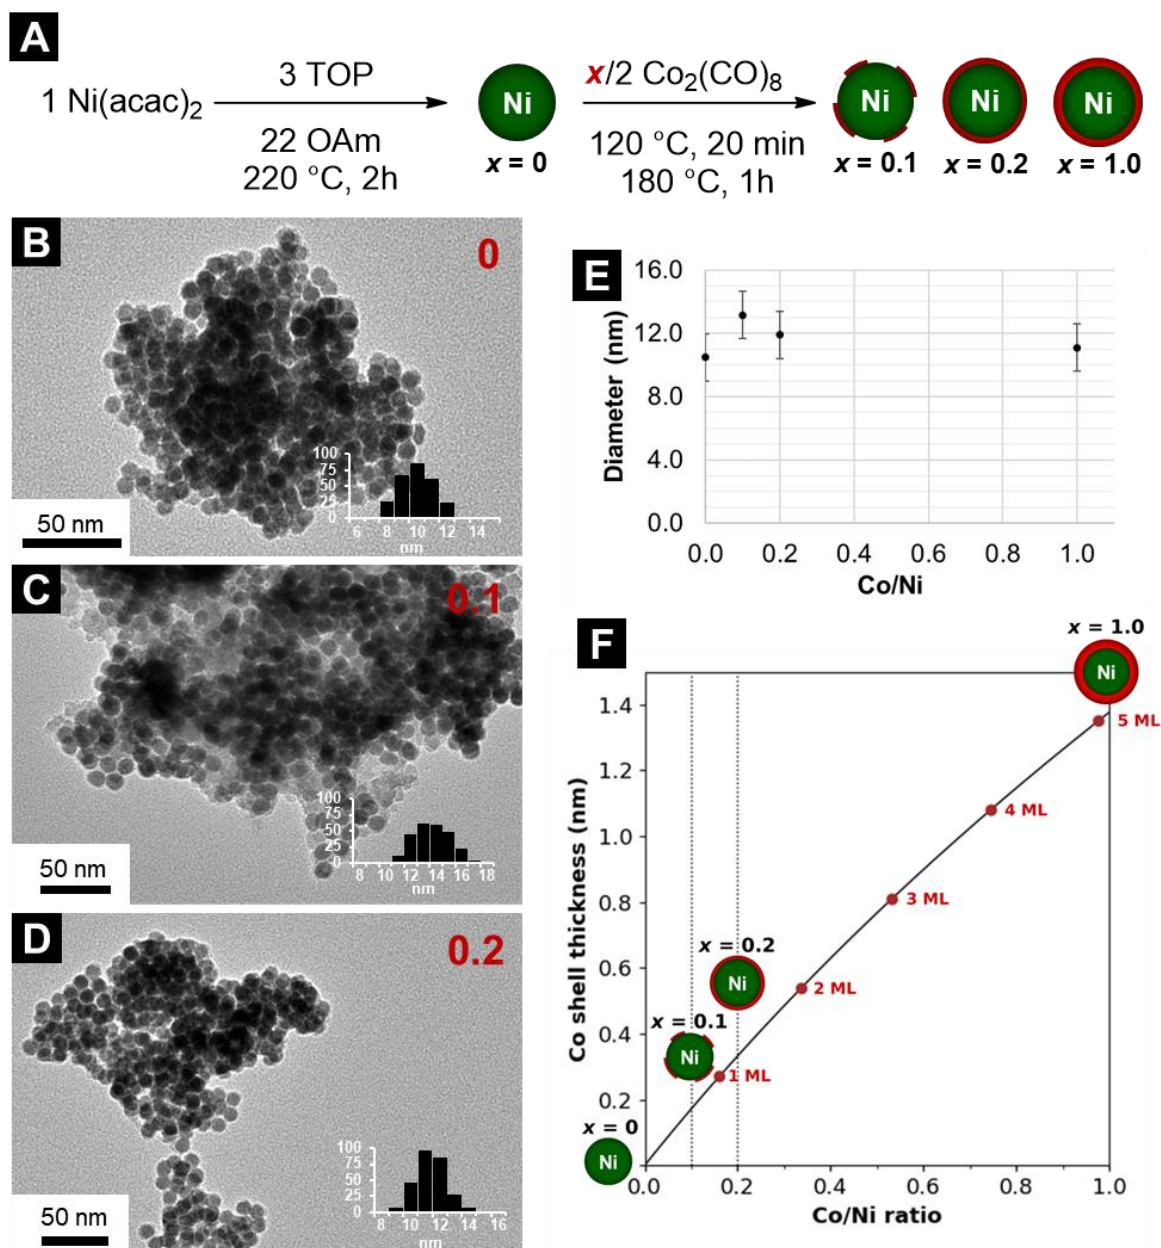 A
1 Ni(acac)2
3 TOP
22 OAm
220 °C, 2h
Ni
x = 0
x/2 Co2(CO)8
120 °C, 20 min
180 °C, 1h
Ni
x = 0.1
Ni
x = 0.2
Ni
x = 1.0
B
0
50 nm
100
75
50
25
0
6 8 10 12 14
nm
C
0.1
50 nm
100
75
50
25
0
8 10 12 14 16 18
nm
D
0.2
50 nm
100
75
50
25
0
8 10 12 14 16
nm
E
Diameter (nm)
16.0
12.0
8.0
4.0
0.0
0.0 0.2 0.4 0.6 0.8 1.0
Co/Ni
F
x = 1.0
Ni
Co shell thickness (nm)
1.4
1.2
1.0
0.8
0.6
0.4
0.2
5 ML
4 ML
3 ML
x = 0.2
Ni
2 ML
x = 0.1
Ni
1 ML
x = 0
Ni
0.0 0.2 0.4 0.6 0.8 1.0
Co/Ni ratio